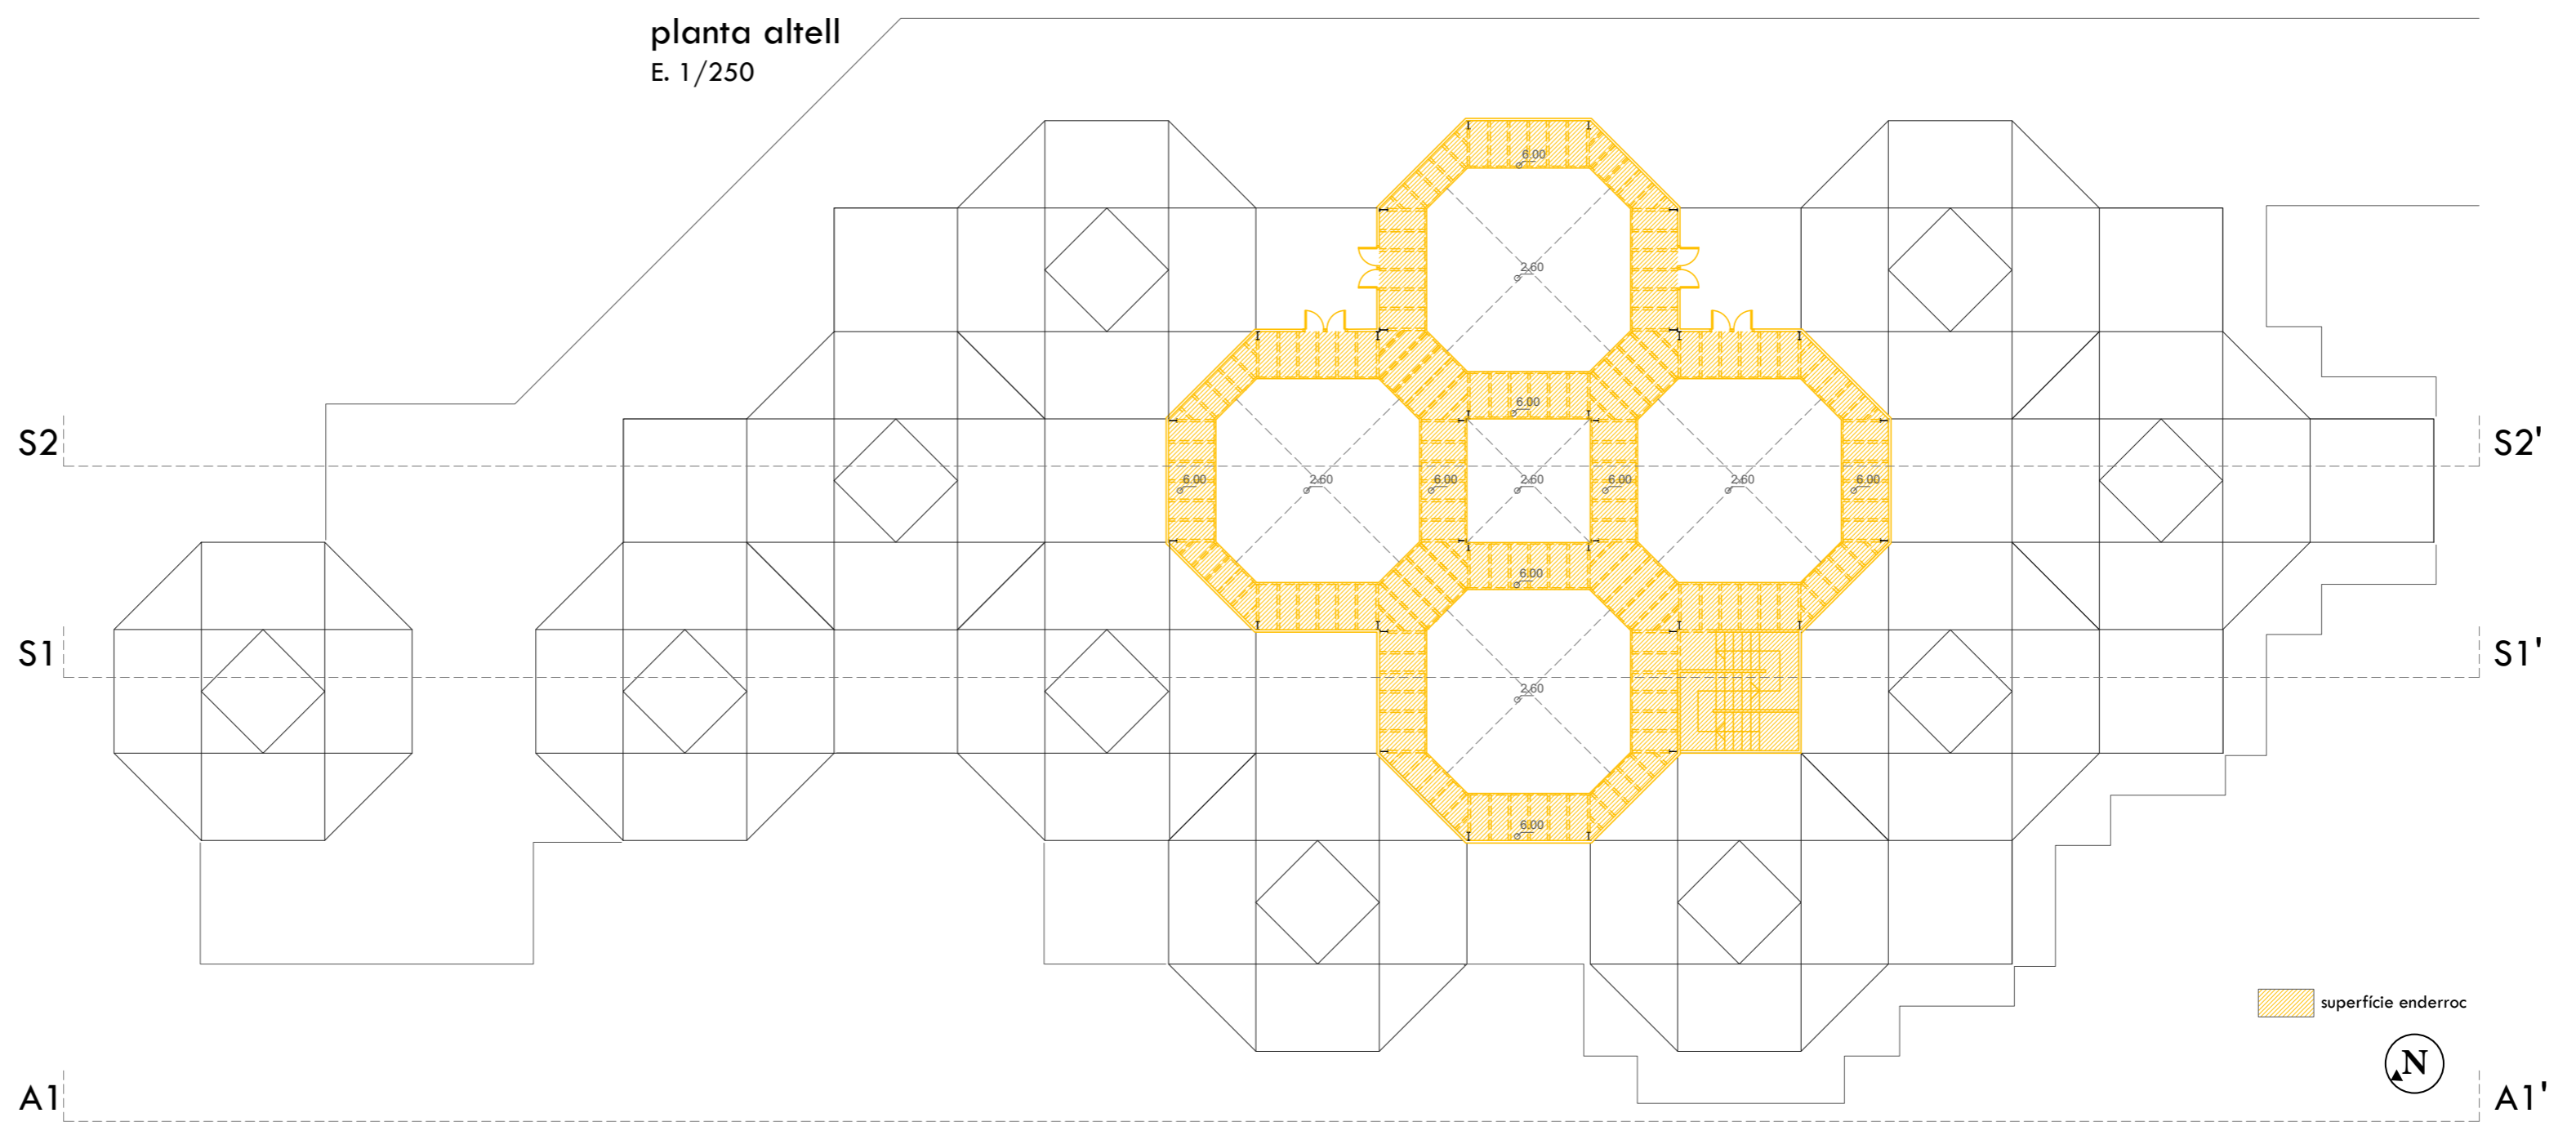 planta altell
E. 1/250
6.00
2.60
6.00
S2
S2'
6.00
2.60
6.00
2.60
6.00
2.60
6.00
6.00
S1
S1'
2.60
6.00
superfície enderroc
N
A1
A1'